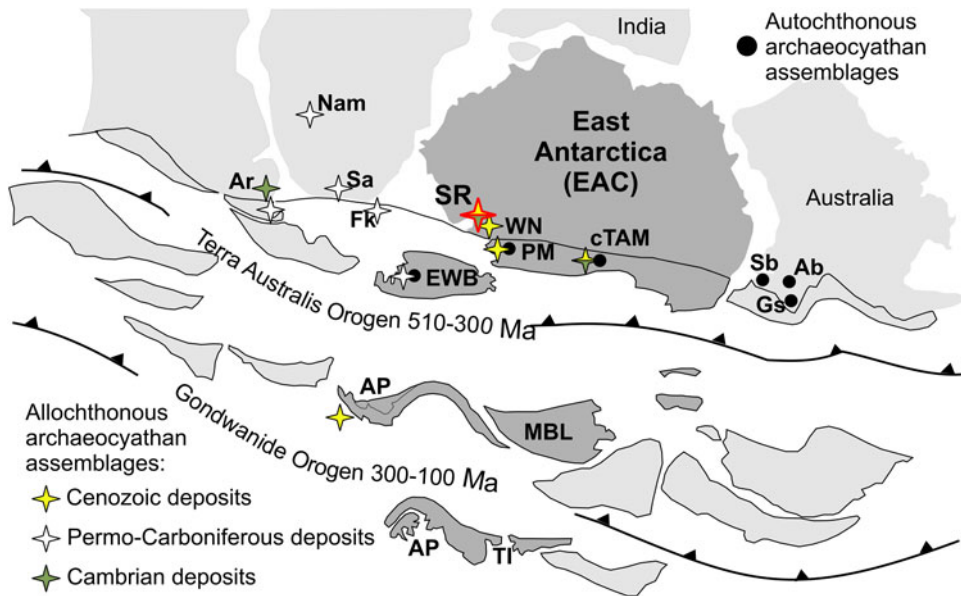 India
Autochthonous
archaeocyathan
assemblages
Nam
East
Antarctica
(EAC)
Ar
Sa
SR
Australia
Fk
WN
cTAM
PM
EWB
Sb
Ab
Gs
Terra Australis Orogen 510-300 Ma
AP
MBL
Gondwanide Orogen 300-100 Ma
Allochthonous
archaeocyathan
assemblages:
Cenozoic deposits
Permo-Carboniferous deposits
Cambrian deposits
AP
TI